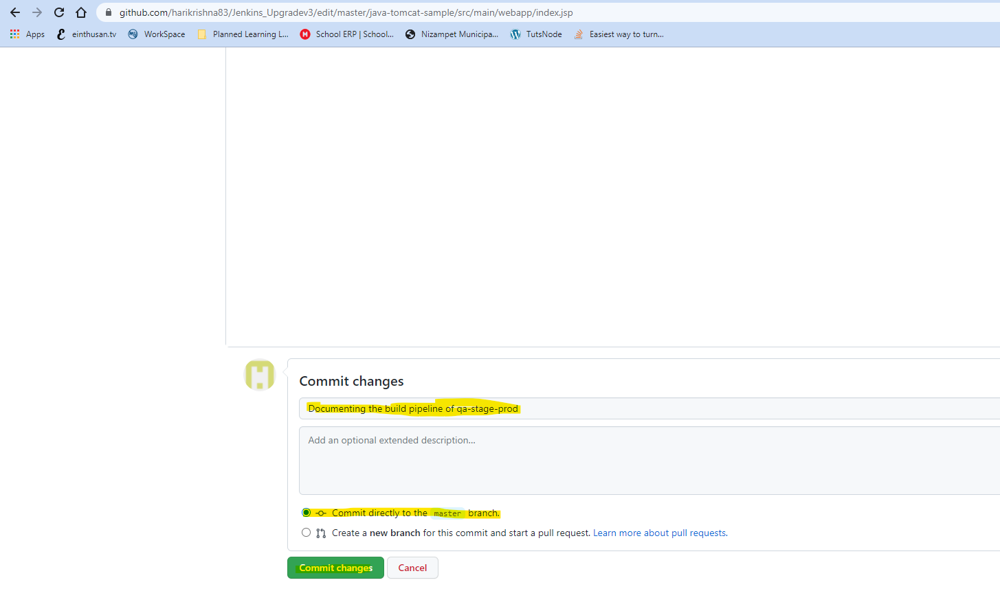 github.com/harikrishna83/Jenkins_Upgradev3/edit/master/java-tomcat-sample/src/main/webapp/index.jsp
Apps einthusan.tv WorkSpace Planned Learning L... School ERP | School... Nizampet Municipa... TutsNode Easiest way to turn...
Commit changes
Documenting the build pipeline of qa-stage-prod
Add an optional extended description...
Commit directly to the master branch.
Create a new branch for this commit and start a pull request. Learn more about pull requests.
Commit changes Cancel